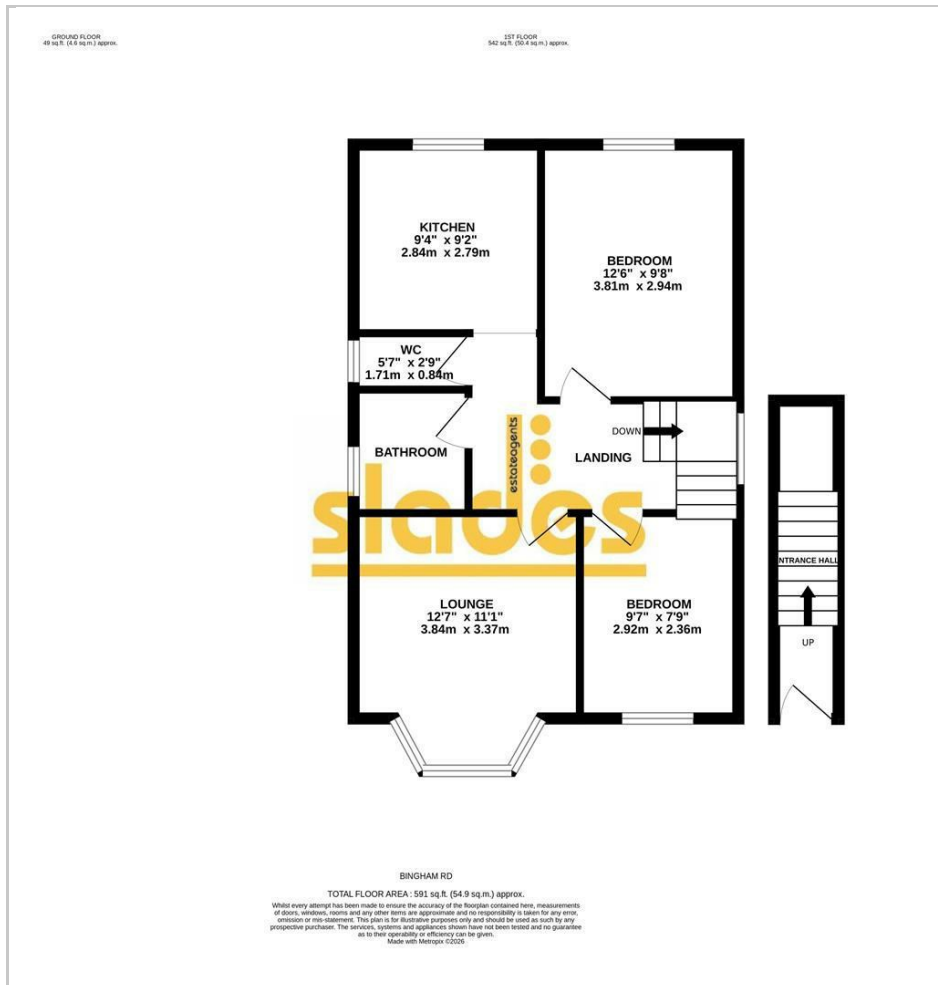 GROUND FLOOR
49 sq.ft. (4.6 sq.m.) approx.
1ST FLOOR
542 sq.ft. (50.4 sq.m.) approx.
KITCHEN
9'4" x 9'2"
2.84m x 2.79m
BEDROOM
12'6" x 9'8"
3.81m x 2.94m
WC
5'7" x 2'9"
1.71m x 0.84m
BATHROOM
estateagents
DOWN
LANDING
slades
LOUNGE
12'7" x 11'1"
3.84m x 3.37m
BEDROOM
9'7" x 7'9"
2.92m x 2.36m
NTRANCE HALL
UP
BINGHAM RD
TOTAL FLOOR AREA : 591 sq.ft. (54.9 sq.m.) approx.
Whilst every attempt has been made to ensure the accuracy of the floorplan contained here, measurements
of doors, windows, rooms and any other items are approximate and no responsibility is taken for any error,
omission or mis-statement. This plan is for illustrative purposes only and should be used as such by any
prospective purchaser. The services, systems and appliances shown have not been tested and no guarantee
as to their operability or efficiency can be given.
Made with Metropix ©2026